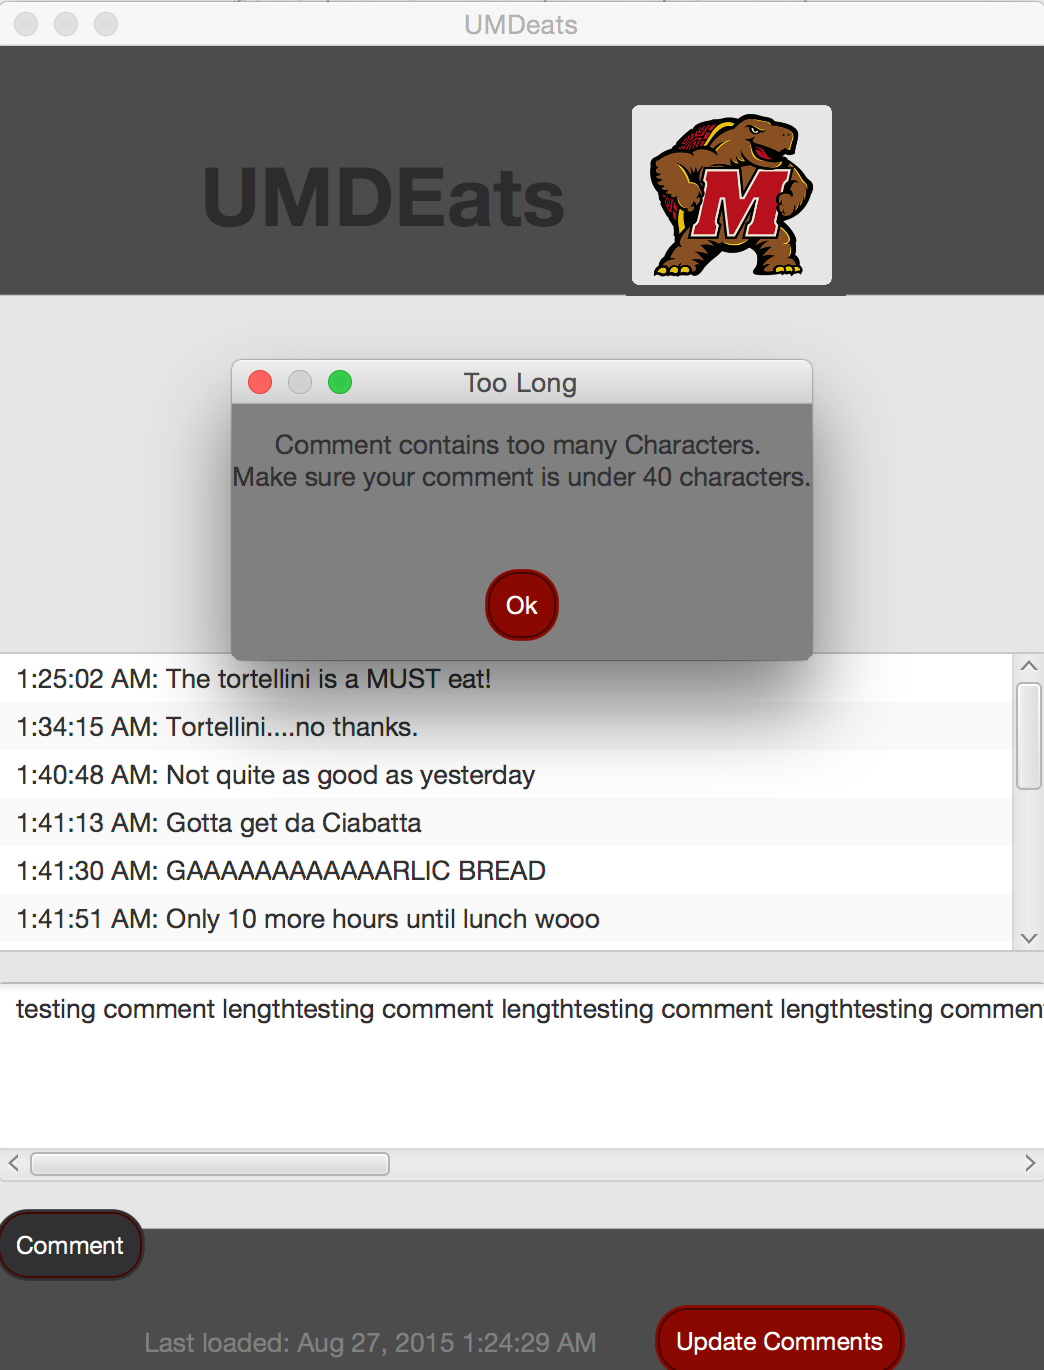 UMDeats
UMDEats
M
Too Long
Comment contains too many Characters.
Make sure your comment is under 40 characters.
Ok
1:25:02 AM: The tortellini is a MUST eat!
1:34:15 AM: Tortellini....no thanks.
1:40:48 AM: Not quite as good as yesterday
1:41:13 AM: Gotta get da Ciabatta
1:41:30 AM: GAAAAAAAAAAAARLIC BREAD
1:41:51 AM: Only 10 more hours until lunch wooo
testing comment lengthtesting comment lengthtesting comment lengthtesting comment
Comment
Last loaded: Aug 27, 2015 1:24:29 AM
Update Comments